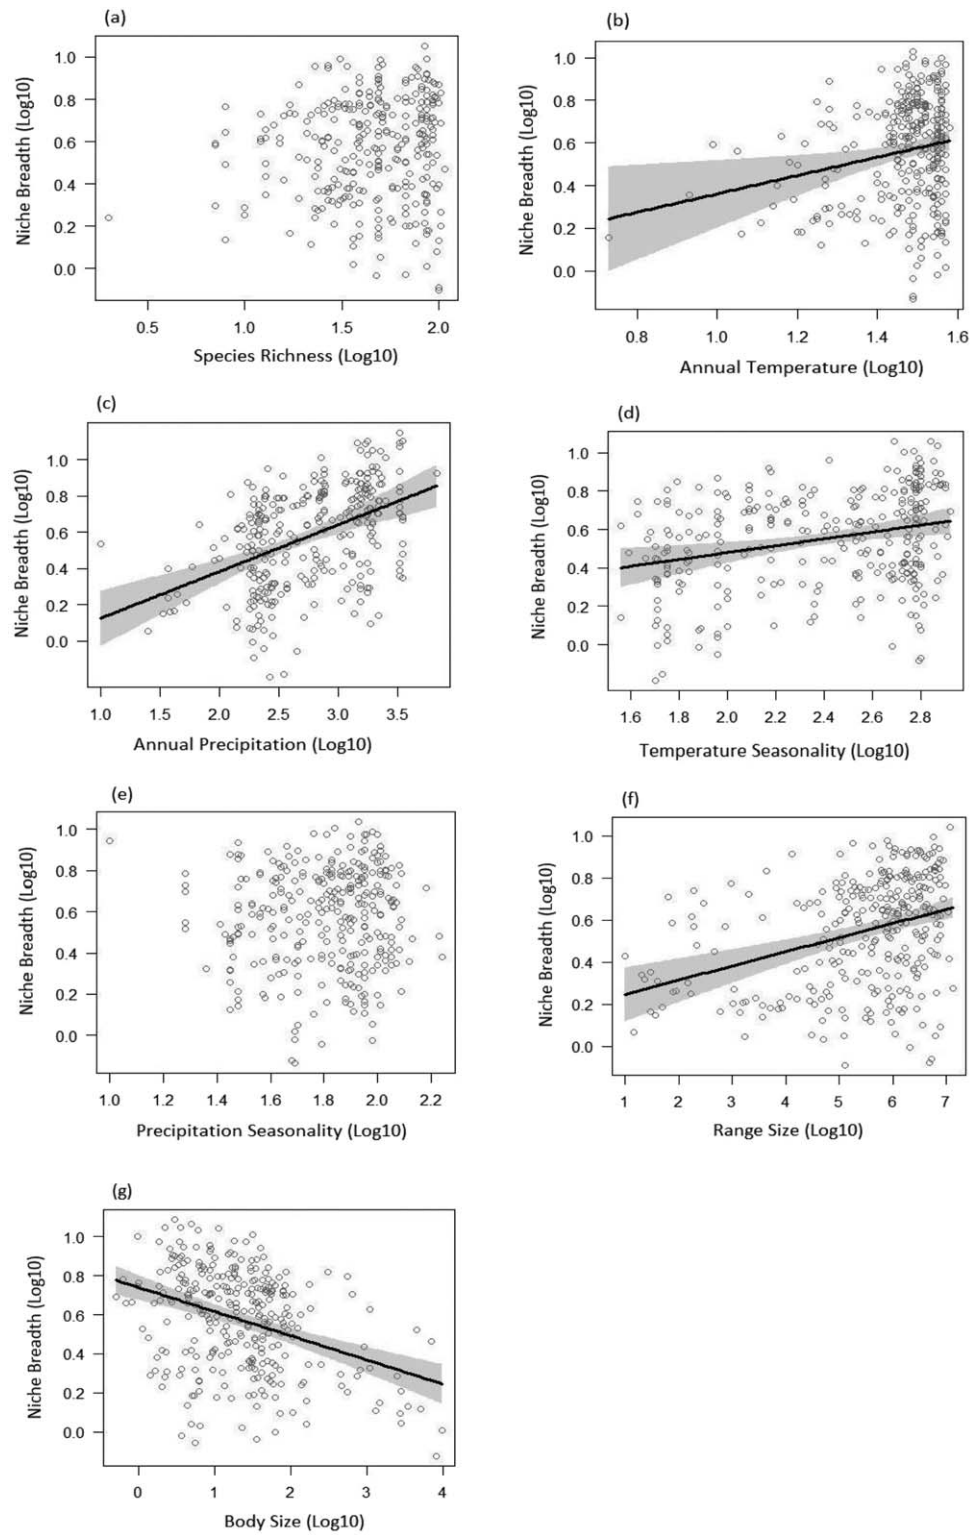 (a)
Niche Breadth (Log10)
1.0
0.8
0.6
0.4
0.2
0.0
0.5 1.0 1.5 2.0
Species Richness (Log10)
(b)
Niche Breadth (Log10)
1.0
0.8
0.6
0.4
0.2
0.0
0.8 1.0 1.2 1.4 1.6
Annual Temperature (Log10)
(c)
Niche Breadth (Log10)
1.0
0.8
0.6
0.4
0.2
0.0
1.0 1.5 2.0 2.5 3.0 3.5
Annual Precipitation (Log10)
(d)
Niche Breadth (Log10)
1.0
0.8
0.6
0.4
0.2
0.0
1.6 1.8 2.0 2.2 2.4 2.6 2.8
Temperature Seasonality (Log10)
(e)
Niche Breadth (Log10)
1.0
0.8
0.6
0.4
0.2
0.0
1.0 1.2 1.4 1.6 1.8 2.0 2.2
Precipitation Seasonality (Log10)
(f)
Niche Breadth (Log10)
1.0
0.8
0.6
0.4
0.2
0.0
1 2 3 4 5 6 7
Range Size (Log10)
(g)
Niche Breadth (Log10)
1.0
0.8
0.6
0.4
0.2
0.0
0 1 2 3 4
Body Size (Log10)